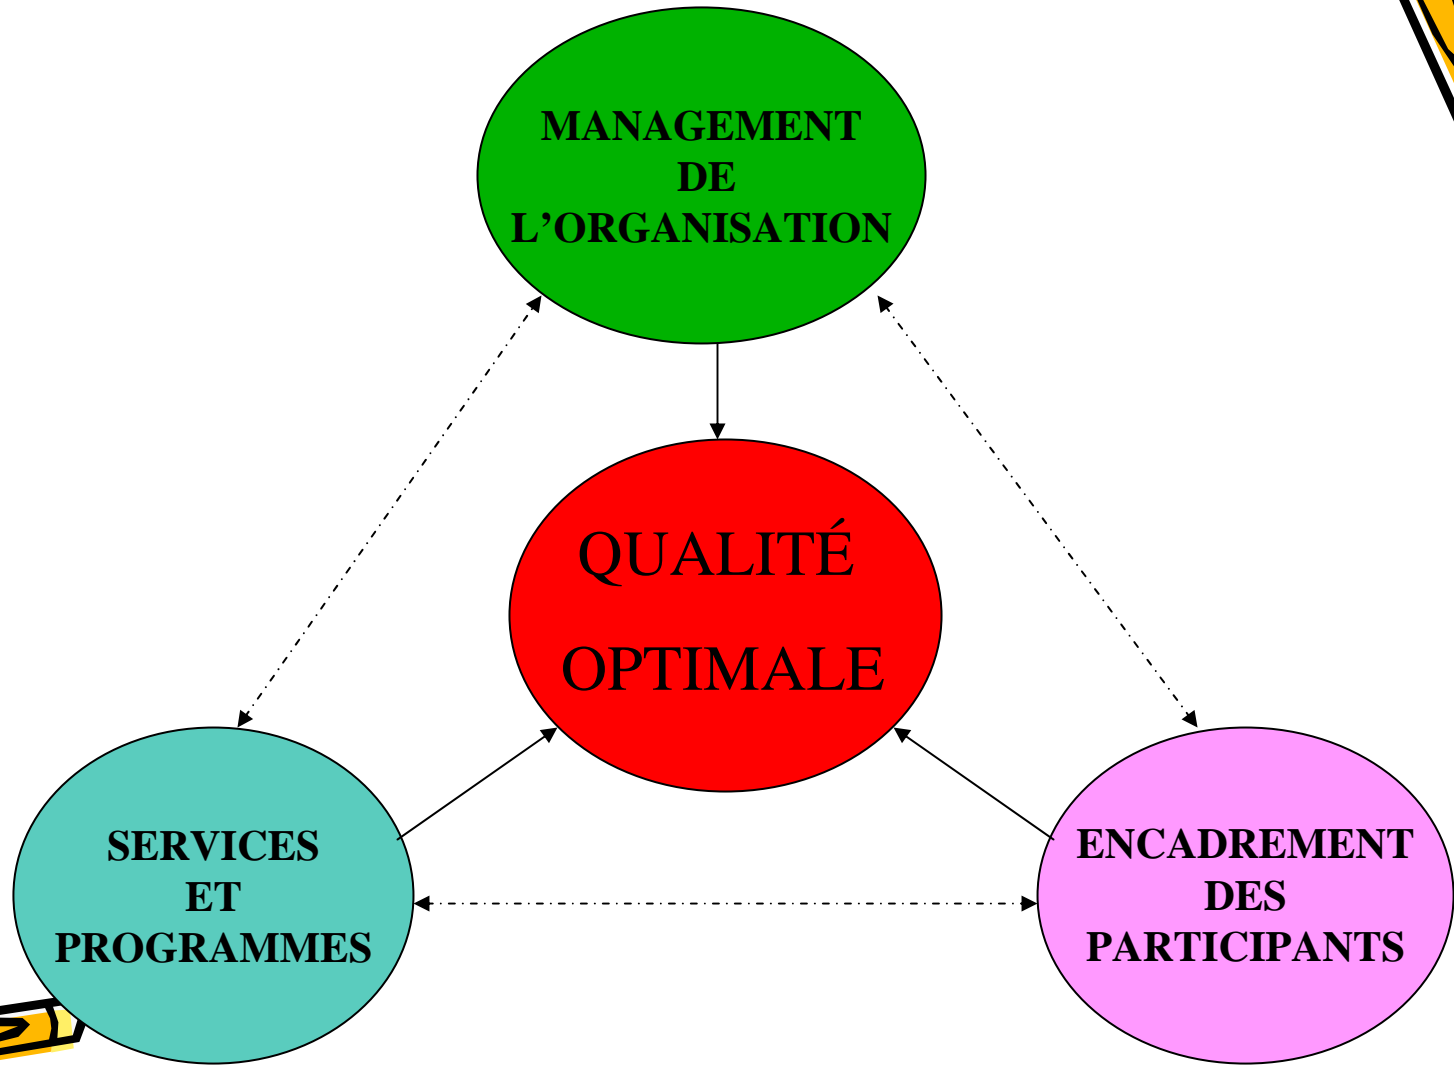 MANAGEMENT
DE
L’ORGANISATION
QUALITÉ
OPTIMALE
SERVICES
ET
PROGRAMMES
ENCADREMENT
DES
PARTICIPANTS